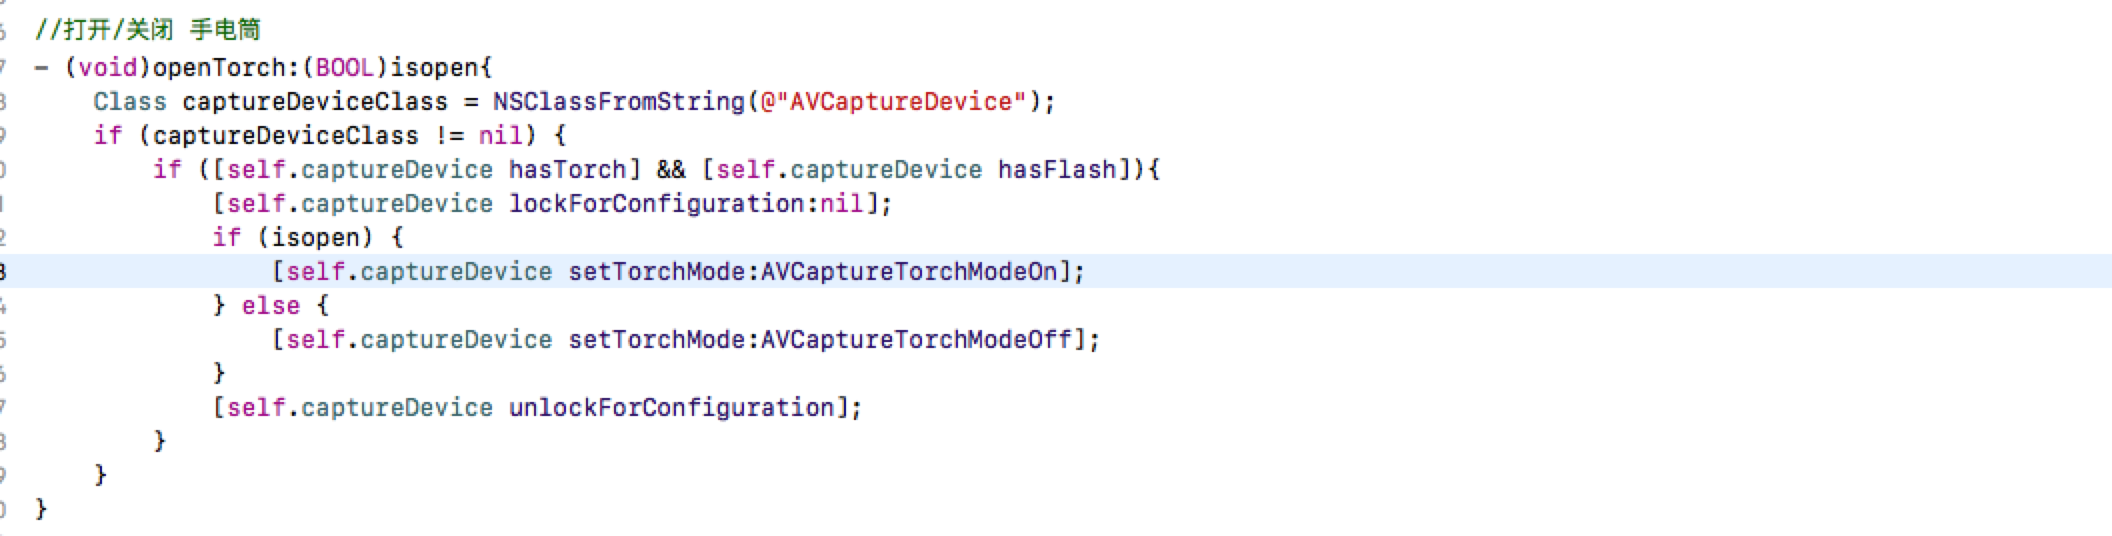 //打开/关闭 手电筒
- (void)openTorch:(BOOL)isopen{
Class captureDeviceClass = NSClassFromString(@"AVCaptureDevice");
if (captureDeviceClass != nil) {
if ([self.captureDevice hasTorch] && [self.captureDevice hasFlash]){
[self.captureDevice lockForConfiguration:nil];
if (isopen) {
[self.captureDevice setTorchMode:AVCaptureTorchModeOn];
} else {
[self.captureDevice setTorchMode:AVCaptureTorchModeOff];
}
[self.captureDevice unlockForConfiguration];
}
}
}